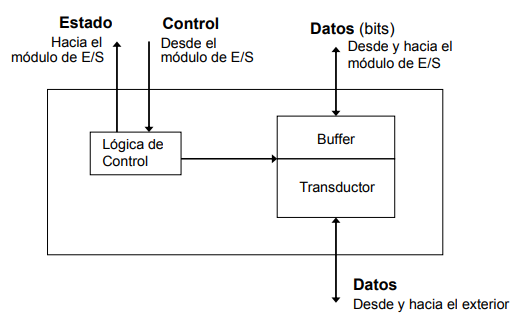 Estado
Hacia el
módulo de E/S
Control
Desde el
módulo de E/S
Datos (bits)
Desde y hacia el
módulo de E/S
Lógica de
Control
Buffer
Transductor
Datos
Desde y hacia el exterior